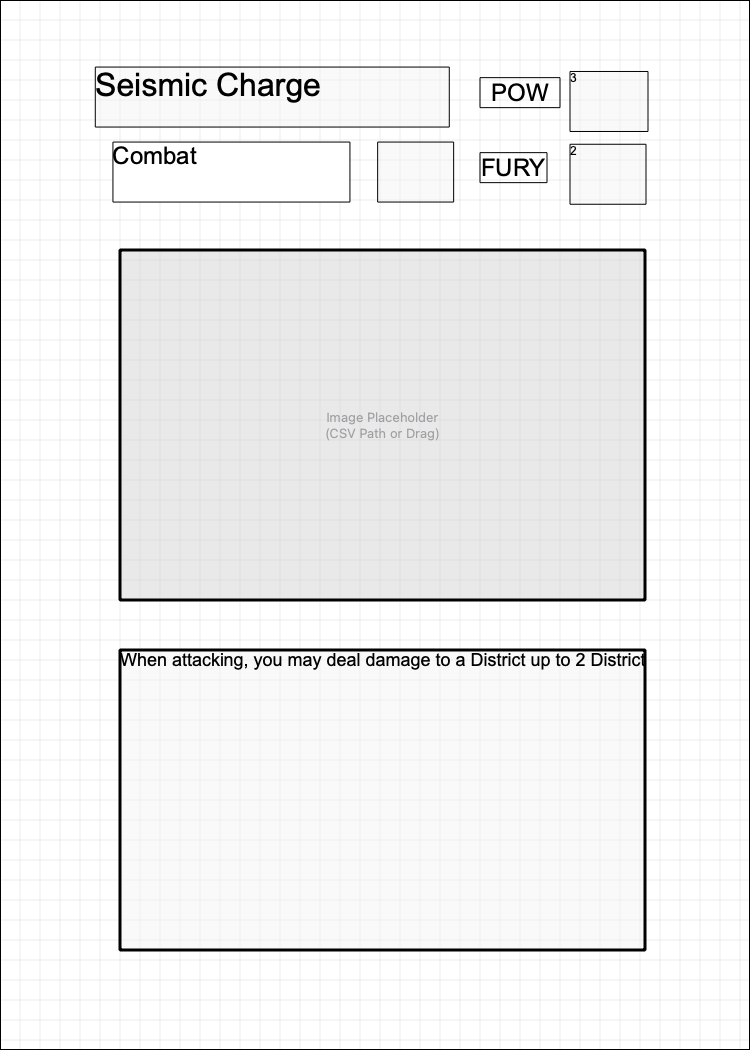 Seismic Charge
POW
3
Combat
FURY
2
Image Placeholder
(CSV Path or Drag)
When attacking, you may deal damage to a District up to 2 District